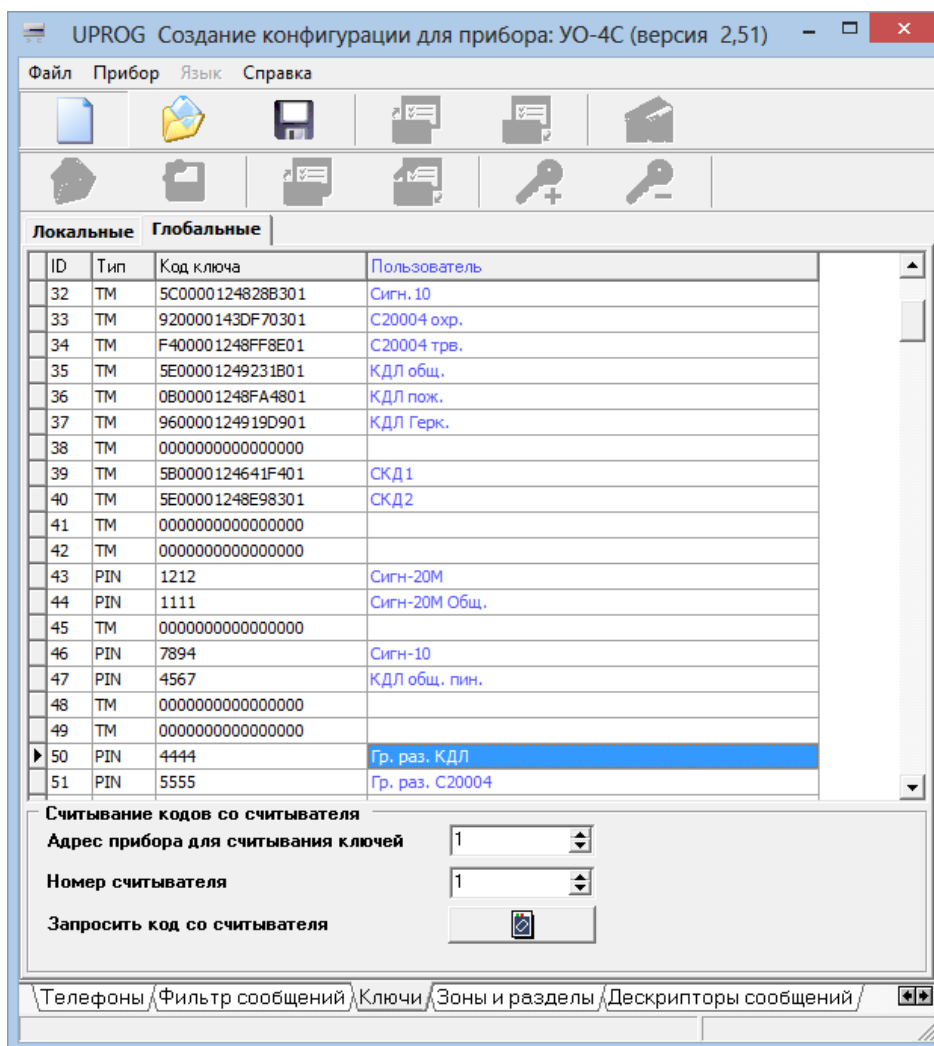 UPROG Создание конфигурации для прибора: УО-4С (версия 2,51)
Файл Прибор Язык Справка
Локальные Глобальные
ID Тип Код ключа Пользователь
32 TM 5C0000124828B301 Сигн. 10
33 TM 920000143DF70301 С20004 охр.
34 TM F400001248FF8E01 С20004 трв.
35 TM 5E00001249231B01 КДЛ общ.
36 TM 0B00001248FA4801 КДЛ пож.
37 TM 960000124919D901 КДЛ Герк.
38 TM 0000000000000000
39 TM 5B0000124641F401 СКД1
40 TM 5E00001248E98301 СКД2
41 TM 0000000000000000
42 TM 0000000000000000
43 PIN 1212 Сигн-20М
44 PIN 1111 Сигн-20М Общ.
45 TM 0000000000000000
46 PIN 7894 Сигн-10
47 PIN 4567 КДЛ общ. пин.
48 TM 0000000000000000
49 TM 0000000000000000
50 PIN 4444 Гр. раз. КДЛ
51 PIN 5555 Гр. раз. С20004
Считывание кодов со считывателя
Адрес прибора для считывания ключей 1
Номер считывателя 1
Запросить код со считывателя
Телефоны Фильтр сообщений Ключи Зоны и разделы Дескрипторы сообщений